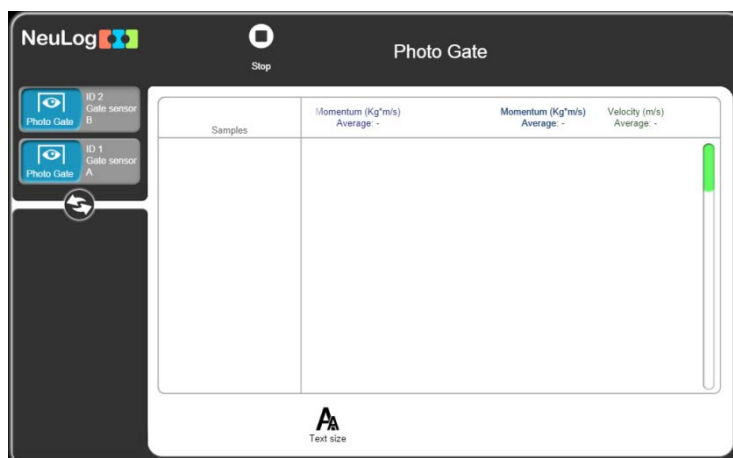 NeuLog
Stop
Photo Gate
Photo Gate
ID 2
Gate sensor
B
Photo Gate
ID 1
Gate sensor
A
Samples
Momentum (Kg*m/s)
Average: -
Momentum (Kg*m/s)
Average: -
Velocity (m/s)
Average: -
AA
Text size